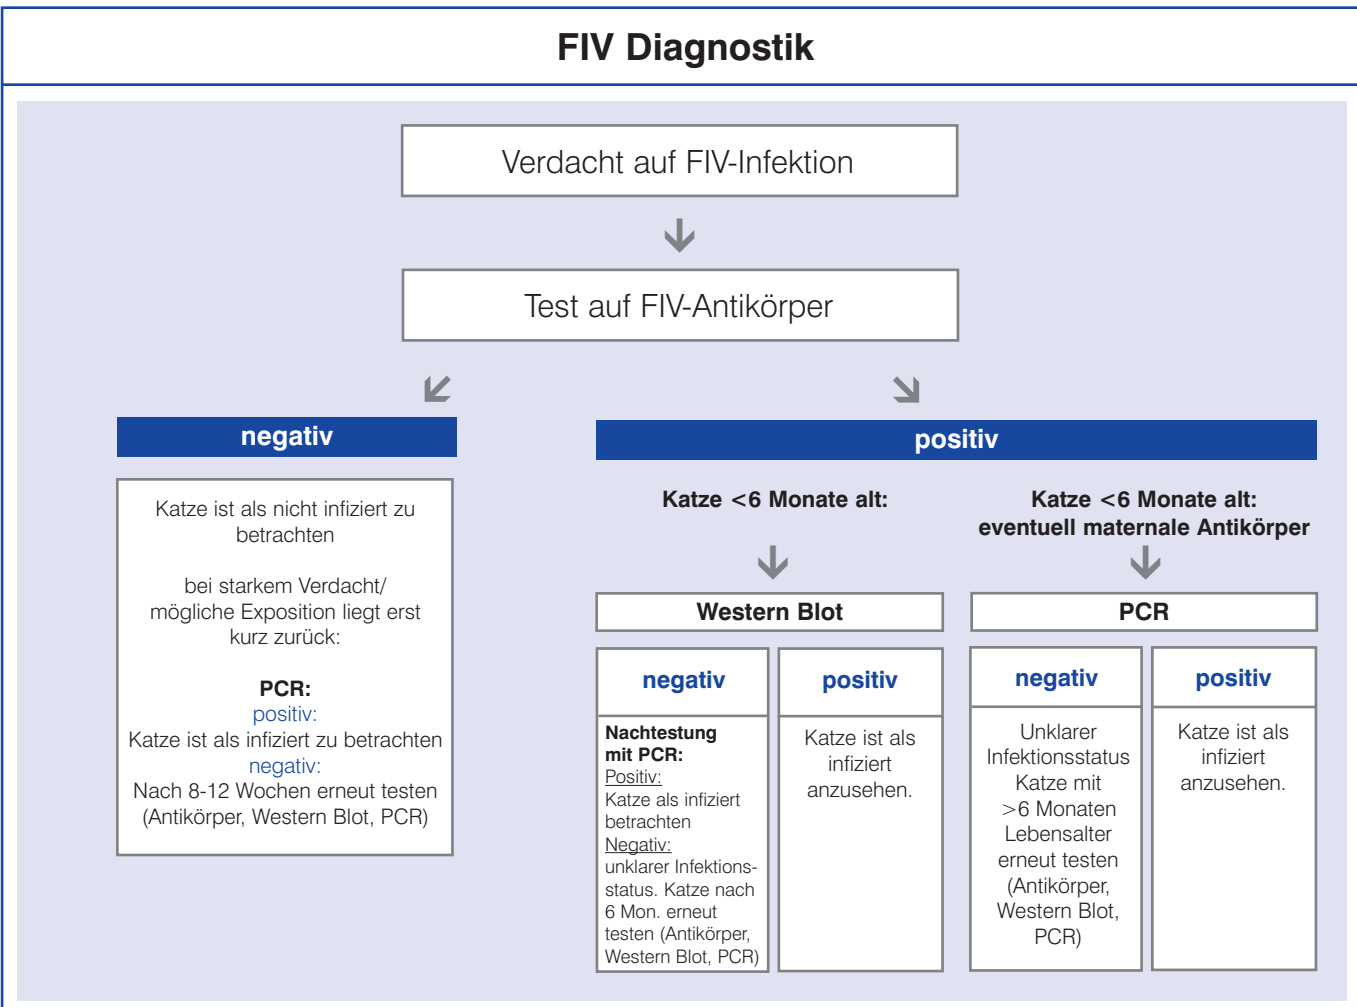 FIV Diagnostik
Verdacht auf FIV-Infektion
Test auf FIV-Antikörper
negativ
Katze ist als nicht infiziert zu
betrachten
bei starkem Verdacht/
mögliche Exposition liegt erst
kurz zurück:
PCR:
positiv:
Katze ist als infiziert zu betrachten
negativ:
Nach 8-12 Wochen erneut testen
(Antikörper, Western Blot, PCR)
positiv
Katze <6 Monate alt:
Western Blot
negativ
Nachtestung
mit PCR:
Positiv:
Katze als infiziert
betrachten
Negativ:
unklarer Infektions-
status. Katze nach
6 Mon. erneut
testen (Antikörper,
Western Blot, PCR)
positiv
Katze ist als
infiziert
anzusehen.
Katze <6 Monate alt:
eventuell maternale Antikörper
PCR
negativ
Unklarer
Infektionsstatus
Katze mit
>6 Monaten
Lebensalter
erneut testen
(Antikörper,
Western Blot,
PCR)
positiv
Katze ist als
infiziert
anzusehen.